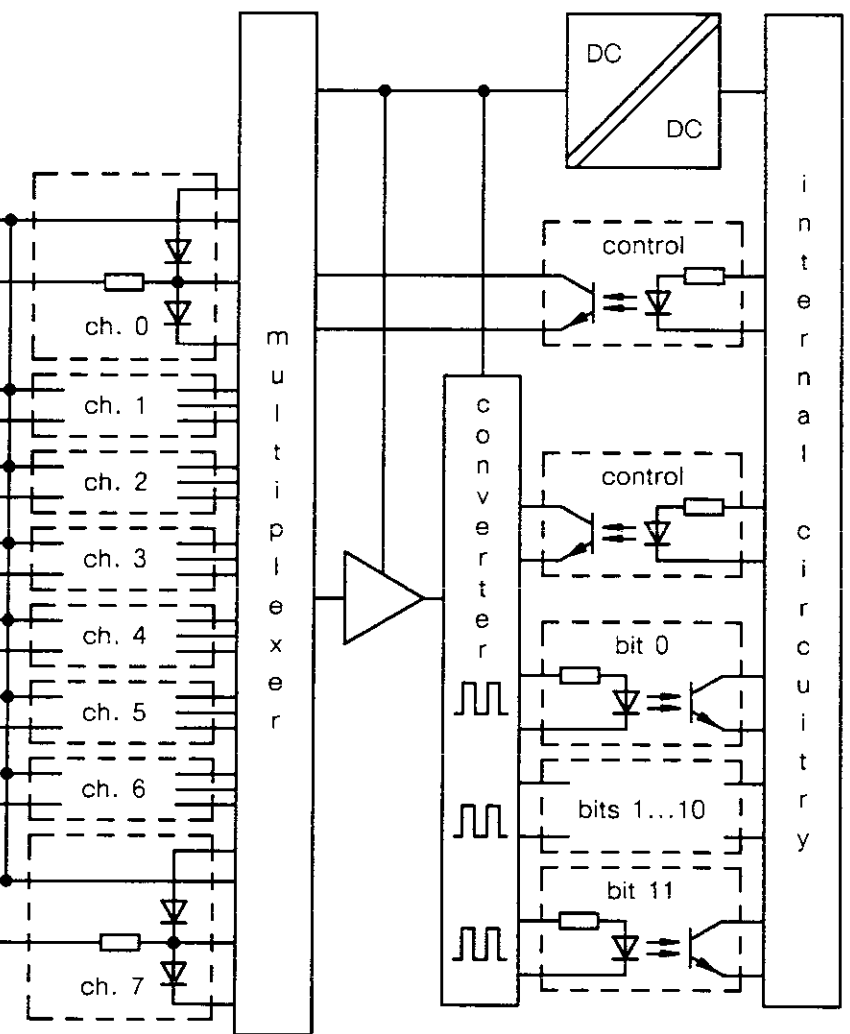 DC
DC
control
ch. 0
multiplexer
internal circuitry
ch. 1
converter
ch. 2
control
ch. 3
ch. 4
bit 0
ch. 5
ch. 6
bits 1...10
bit 11
ch. 7